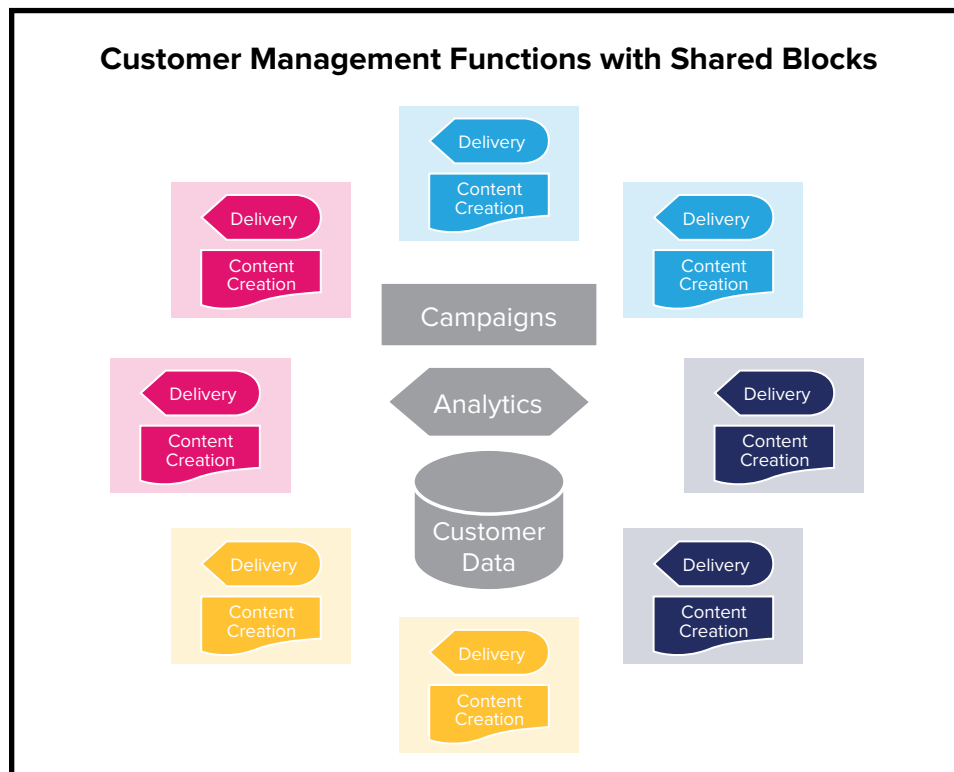 Customer Management Functions with Shared Blocks
Delivery
Content
Creation
Delivery
Content
Creation
Delivery
Content
Creation
Campaigns
Delivery
Content
Creation
Analytics
Delivery
Content
Creation
Customer
Data
Delivery
Content
Creation
Delivery
Content
Creation
Delivery
Content
Creation